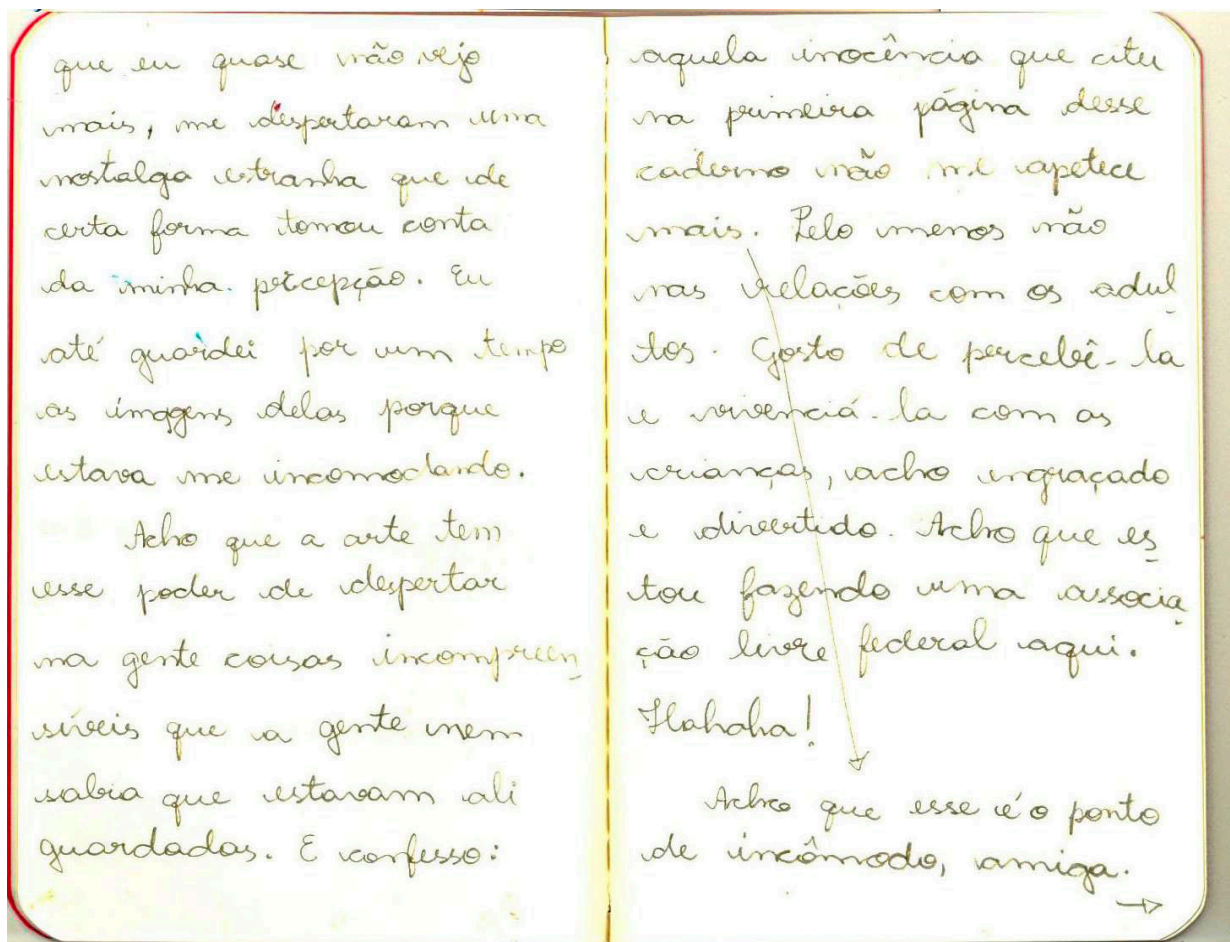 que eu quase não vejo
mais, me despertaram uma
nostalga estranha que de
certa forma tomou conta
da minha percepção. Eu
até guardei por um tempo
as imagens delas porque
estava me incomodando.
Acho que a arte tem
esse poder de despertar
na gente coisas incompreen_
síveis que a gente nem
sabia que estavam ali
guardadas. E confesso:
aquela inocência que citei
na primeira página desse
caderno não me apetece
mais. Pelo menos não
nas relações com os adul_
tos. Gosto de percebê-la
e vivenciá-la com as
crianças, acho engraçado
e divertido. Acho que es_
tou fazendo uma associa_
ção livre federal aqui.
Hahaha!
Acho que esse é o ponto
de incômodo, amiga.
→